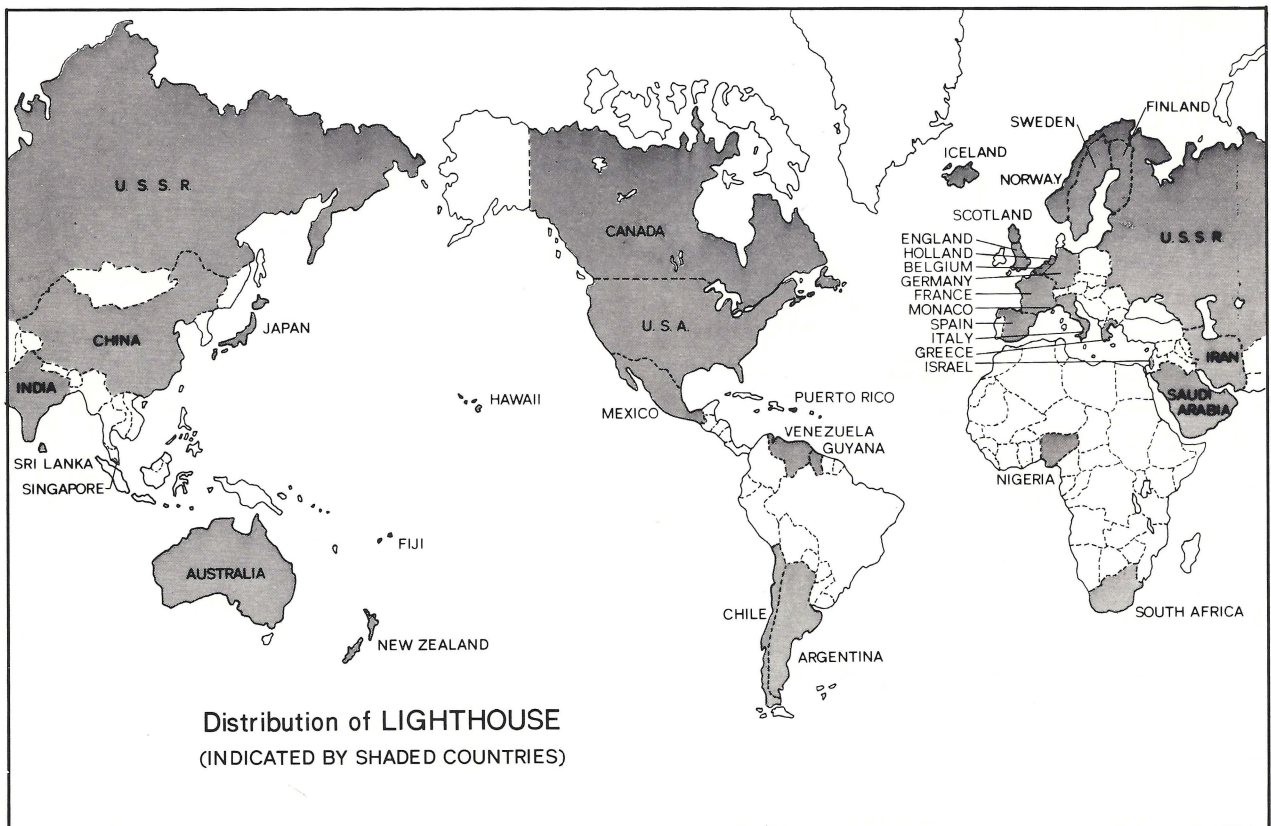 U. S. S. R.
CHINA
INDIA
JAPAN
SRI LANKA
SINGAPORE
AUSTRALIA
FIJI
NEW ZEALAND
HAWAII
CANADA
U. S. A.
MEXICO
PUERTO RICO
VENEZUELA
GUYANA
CHILE
ARGENTINA
ICELAND
SWEDEN
FINLAND
NORWAY
SCOTLAND
ENGLAND
HOLLAND
BELGIUM
GERMANY
FRANCE
MONACO
SPAIN
ITALY
GREECE
ISRAEL
U. S. S. R.
IRAN
SAUDI
ARABIA
NIGERIA
SOUTH AFRICA
Distribution of LIGHTHOUSE
(INDICATED BY SHADED COUNTRIES)